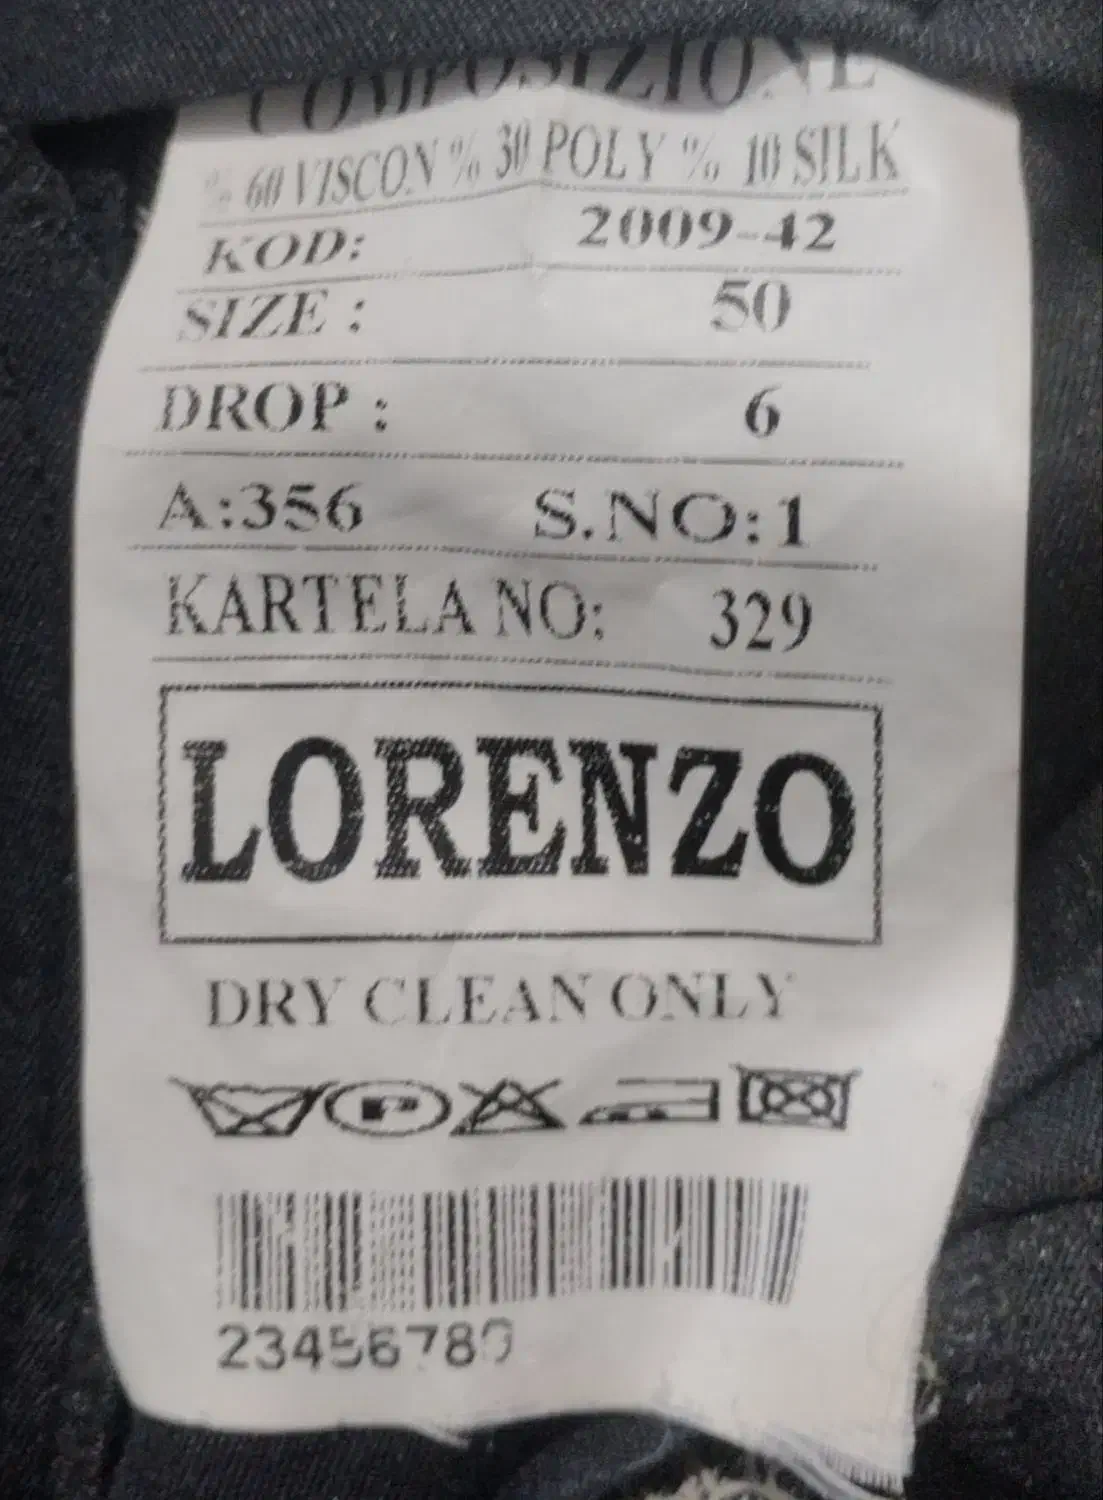 COMPOSIZIONE
% 60 VISCON % 30 POLY % 10 SILK
KOD: 2009-42
SIZE : 50
DROP : 6
A:356 S.NO:1
KARTELA NO: 329
LORENZO
DRY CLEAN ONLY
P
23456789